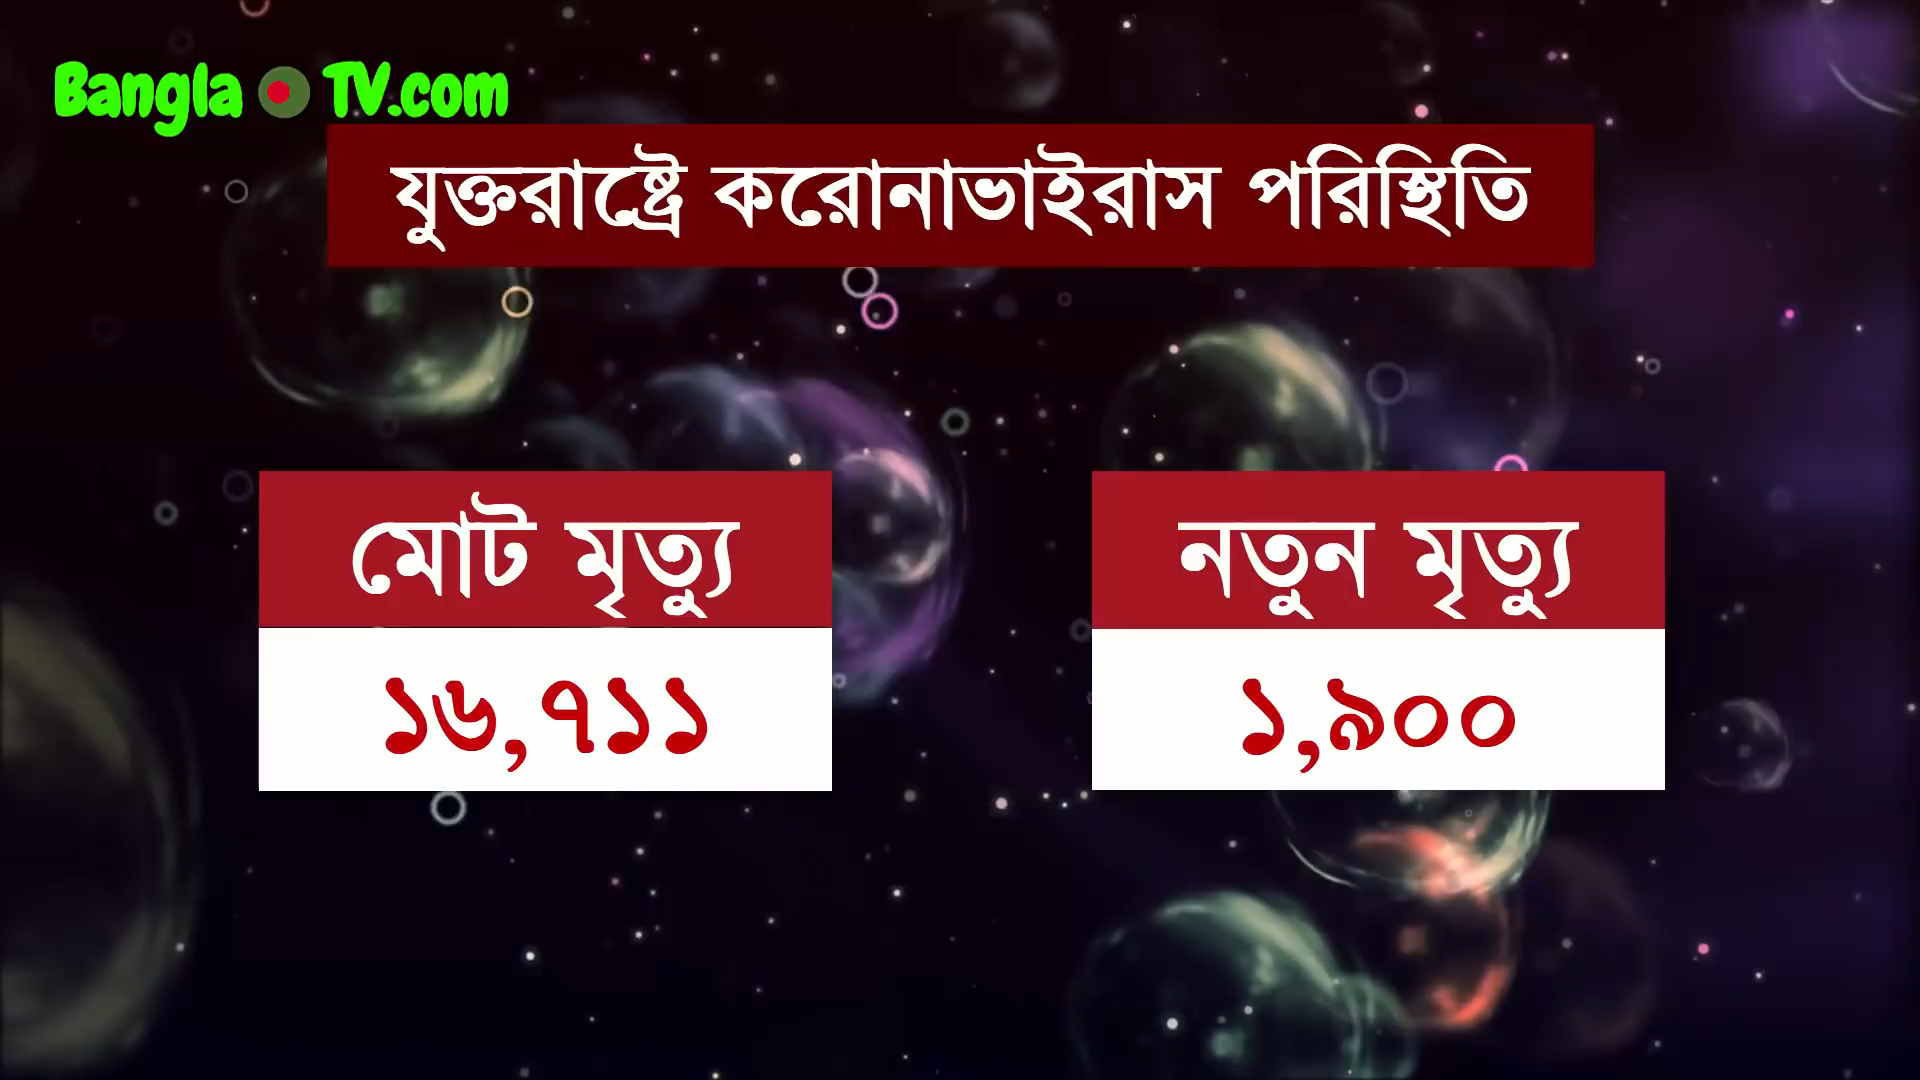 Bangla TV.com
যুক্তরাষ্ট্রে করোনাভাইরাস পরিস্থিতি
মোট মৃত্যু
১৬,৭১১
নতুন মৃত্যু
১,৯০০